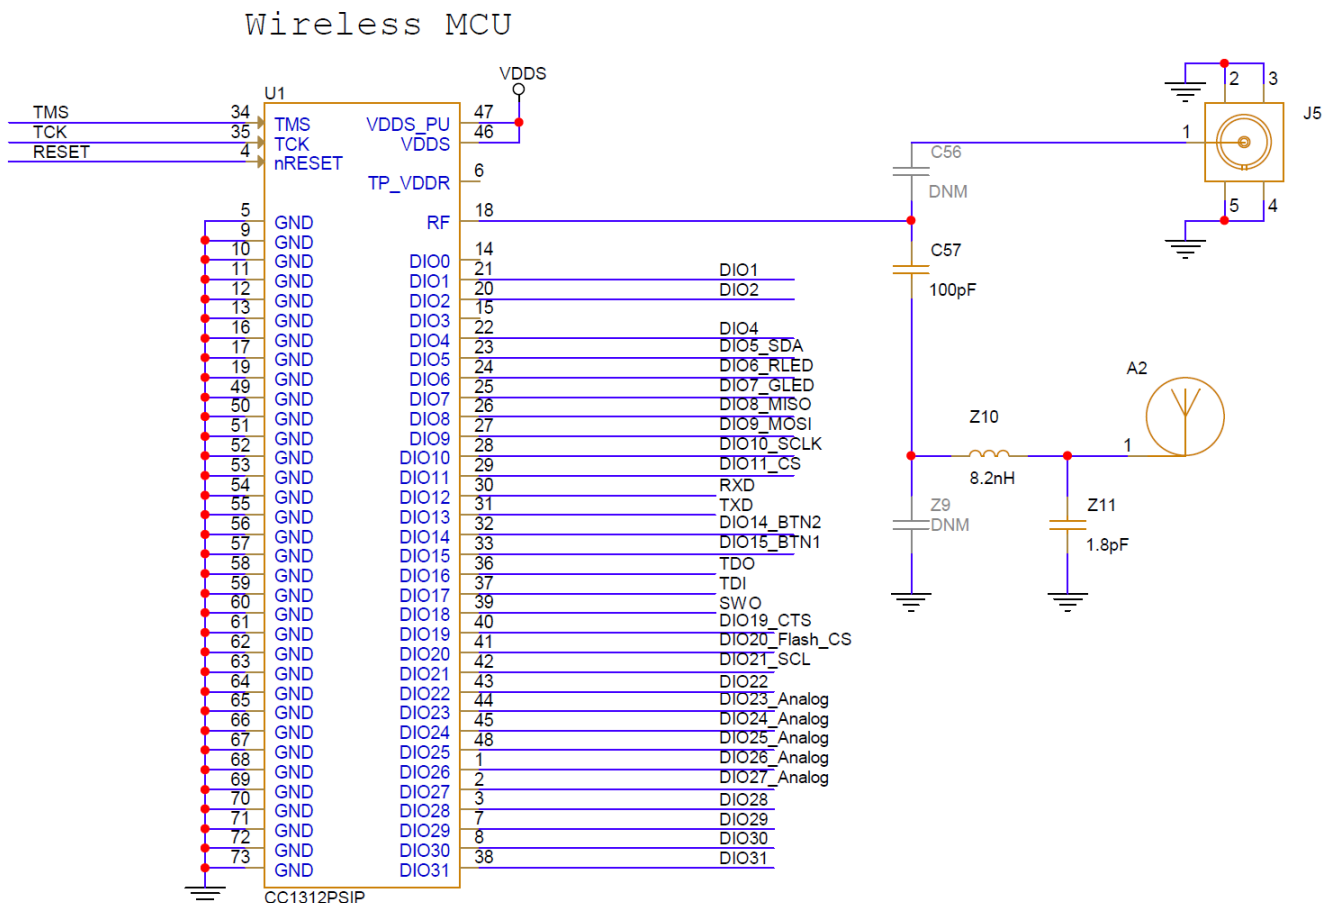 Wireless MCU
VDDS
U1
TMS 34 TMS VDDS_PU 47
TCK 35 TCK VDDS 46
RESET 4 nRESET
TP_VDDR 6
5 GND RF 18
9 GND
10 GND DIO0 14
11 GND DIO1 21 DIO1
12 GND DIO2 20 DIO2
13 GND DIO3 15
16 GND DIO4 22 DIO4
17 GND DIO5 23 DIO5_SDA
19 GND DIO6 24 DIO6_RLED
49 GND DIO7 25 DIO7_GLED
50 GND DIO8 26 DIO8_MISO
51 GND DIO9 27 DIO9_MOSI
52 GND DIO10 28 DIO10_SCLK
53 GND DIO11 29 DIO11_CS
54 GND DIO12 30 RXD
55 GND DIO13 31 TXD
56 GND DIO14 32 DIO14_BTN2
57 GND DIO15 33 DIO15_BTN1
58 GND DIO16 36 TDO
59 GND DIO17 37 TDI
60 GND DIO18 39 SWO
61 GND DIO19 40 DIO19_CTS
62 GND DIO20 41 DIO20_Flash_CS
63 GND DIO21 42 DIO21_SCL
64 GND DIO22 43 DIO22
65 GND DIO23 44 DIO23_Analog
66 GND DIO24 45 DIO24_Analog
67 GND DIO25 48 DIO25_Analog
68 GND DIO26 1 DIO26_Analog
69 GND DIO27 2 DIO27_Analog
70 GND DIO28 3 DIO28
71 GND DIO29 7 DIO29
72 GND DIO30 8 DIO30
73 GND DIO31 38 DIO31
CC1312PSIP
2 3
J5
1
5 4
C56
DNM
C57
100pF
A2
1
Z10
8.2nH
Z9
DNM
Z11
1.8pF